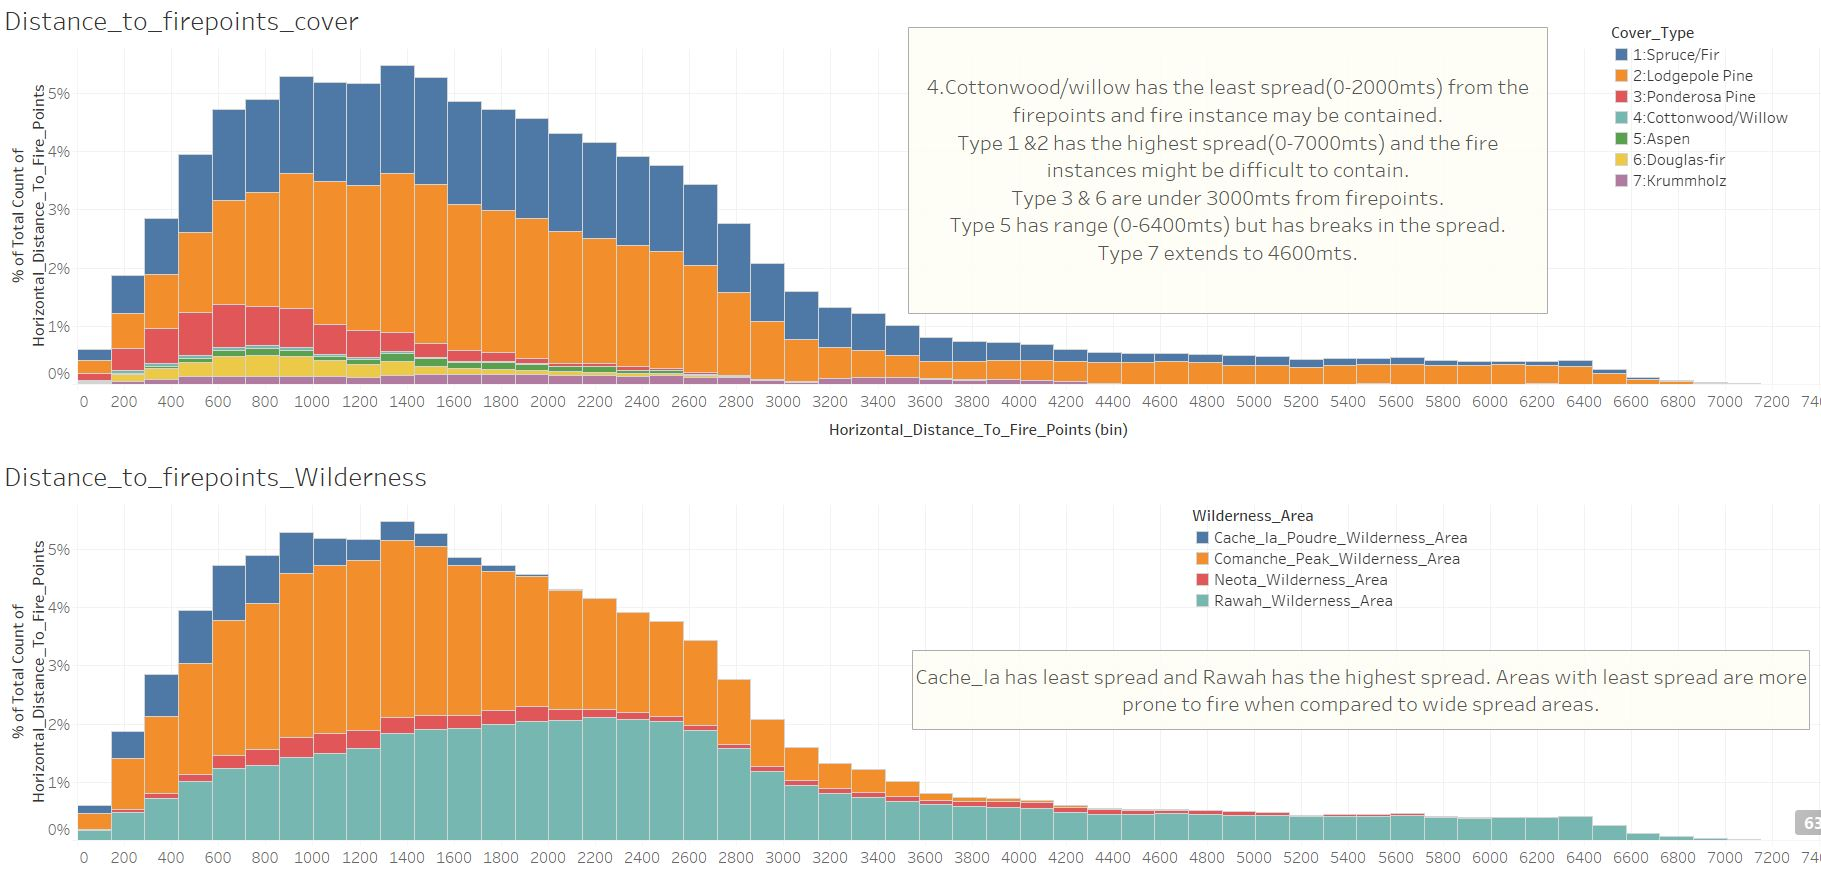 Distance_to_firepoints_cover
% of Total Count of
Horizontal_Distance_To_Fire_Points
5%
4%
3%
2%
1%
0%
4.Cottonwood/willow has the least spread(0-2000mts) from the
firepoints and fire instance may be contained.
Type 1 &2 has the highest spread(0-7000mts) and the fire
instances might be difficult to contain.
Type 3 & 6 are under 3000mts from firepoints.
Type 5 has range (0-6400mts) but has breaks in the spread.
Type 7 extends to 4600mts.
Cover_Type
1:Spruce/Fir
2:Lodgepole Pine
3:Ponderosa Pine
4:Cottonwood/Willow
5:Aspen
6:Douglas-fir
7:Krummholz
0 200 400 600 800 1000 1200 1400 1600 1800 2000 2200 2400 2600 2800 3000 3200 3400 3600 3800 4000 4200 4400 4600 4800 5000 5200 5400 5600 5800 6000 6200 6400 6600 6800 7000 7200 740
Horizontal_Distance_To_Fire_Points (bin)
Distance_to_firepoints_Wilderness
% of Total Count of
Horizontal_Distance_To_Fire_Points
5%
4%
3%
2%
1%
0%
Wilderness_Area
Cache_la_Poudre_Wilderness_Area
Comanche_Peak_Wilderness_Area
Neota_Wilderness_Area
Rawah_Wilderness_Area
Cache_la has least spread and Rawah has the highest spread. Areas with least spread are more
prone to fire when compared to wide spread areas.
63
0 200 400 600 800 1000 1200 1400 1600 1800 2000 2200 2400 2600 2800 3000 3200 3400 3600 3800 4000 4200 4400 4600 4800 5000 5200 5400 5600 5800 6000 6200 6400 6600 6800 7000 7200 740